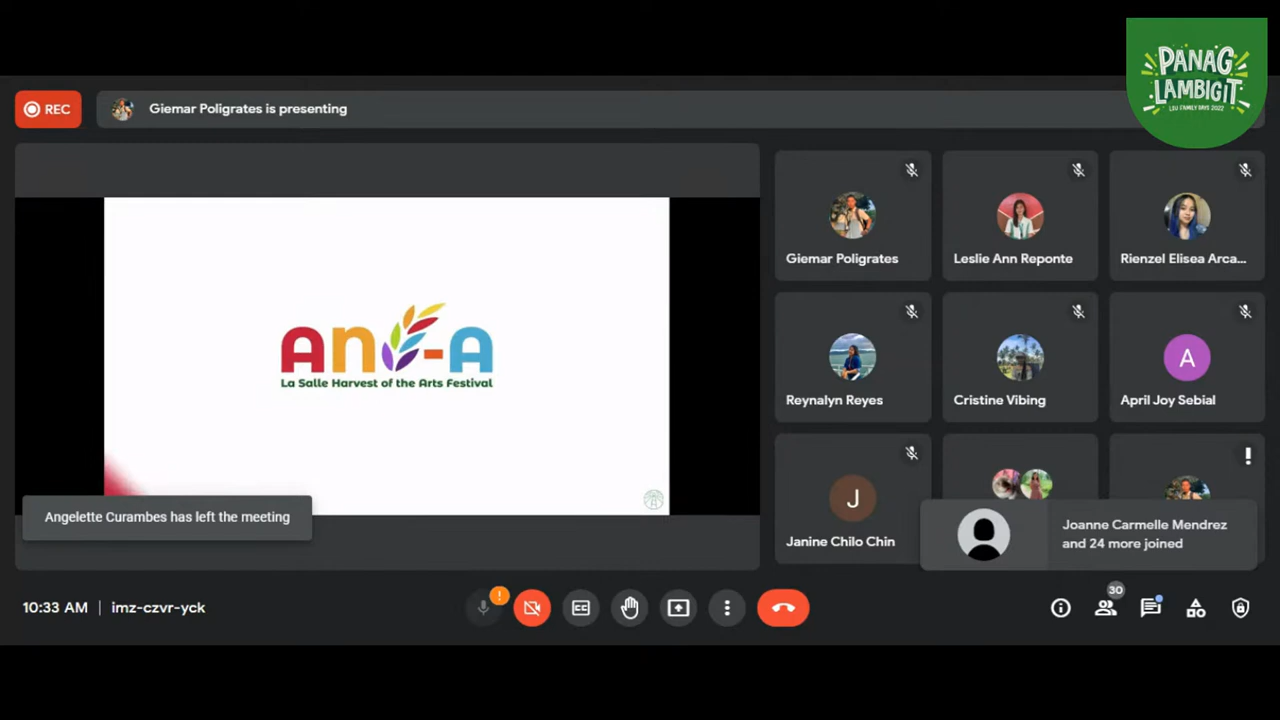 PANAG
LAMBIGIT
LSU FAMILY DAYS 2022
REC
Giemar Poligrates is presenting
Giemar Poligrates
Leslie Ann Reponte
Rienzel Elisea Arca...
an-a
La Salle Harvest of the Arts Festival
Reynalyn Reyes
Cristine Vibing
A
April Joy Sebial
J
Janine Chilo Chin
Angelette Curambes has left the meeting
Joanne Carmelle Mendrez
and 24 more joined
10:33 AM | imz-czvr-yck
30